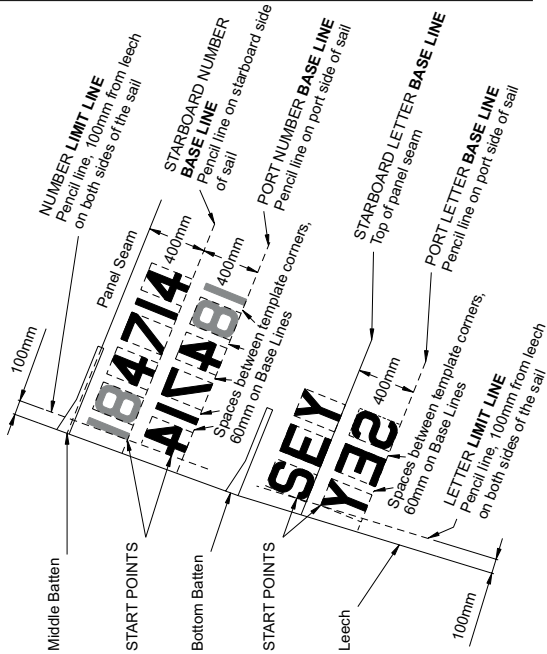 100mm
NUMBER LIMIT LINE
Pencil line, 100mm from leech
on both sides of the sail
Panel Seam
STARBOARD NUMBER
BASE LINE
Pencil line on starboard side
of sail
400mm
184714
PORT NUMBER BASE LINE
Pencil line on port side of sail
400mm
184714
Spaces between template corners,
60mm on Base Lines
Middle Batten
START POINTS
Bottom Batten
STARBOARD LETTER BASE LINE
Top of panel seam
SEY
400mm
PORT LETTER BASE LINE
Pencil line on port side of sail
SEY
Spaces between template corners,
60mm on Base Lines
START POINTS
LETTER LIMIT LINE
Pencil line, 100mm from leech
on both sides of the sail
Leech
100mm